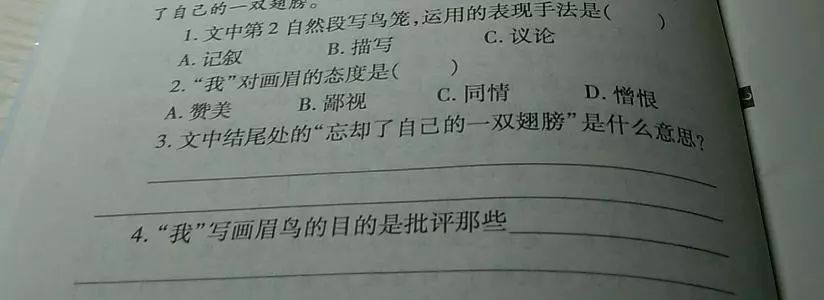 了自己的一双翅膀。
1. 文中第2自然段写鸟笼,运用的表现手法是( )
A. 记叙 B. 描写 C. 议论
2. “我”对画眉的态度是( )
A. 赞美 B. 鄙视 C. 同情 D. 憎恨
3. 文中结尾处的“忘却了自己的一双翅膀”是什么意思?
4. “我”写画眉鸟的目的是批评那些